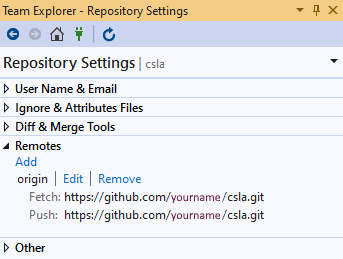 Team Explorer - Repository Settings
Repository Settings | csla
User Name & Email
Ignore & Attributes Files
Diff & Merge Tools
Remotes
Add
origin | Edit | Remove
Fetch: https://github.com/yourname/csla.git
Push: https://github.com/yourname/csla.git
Other